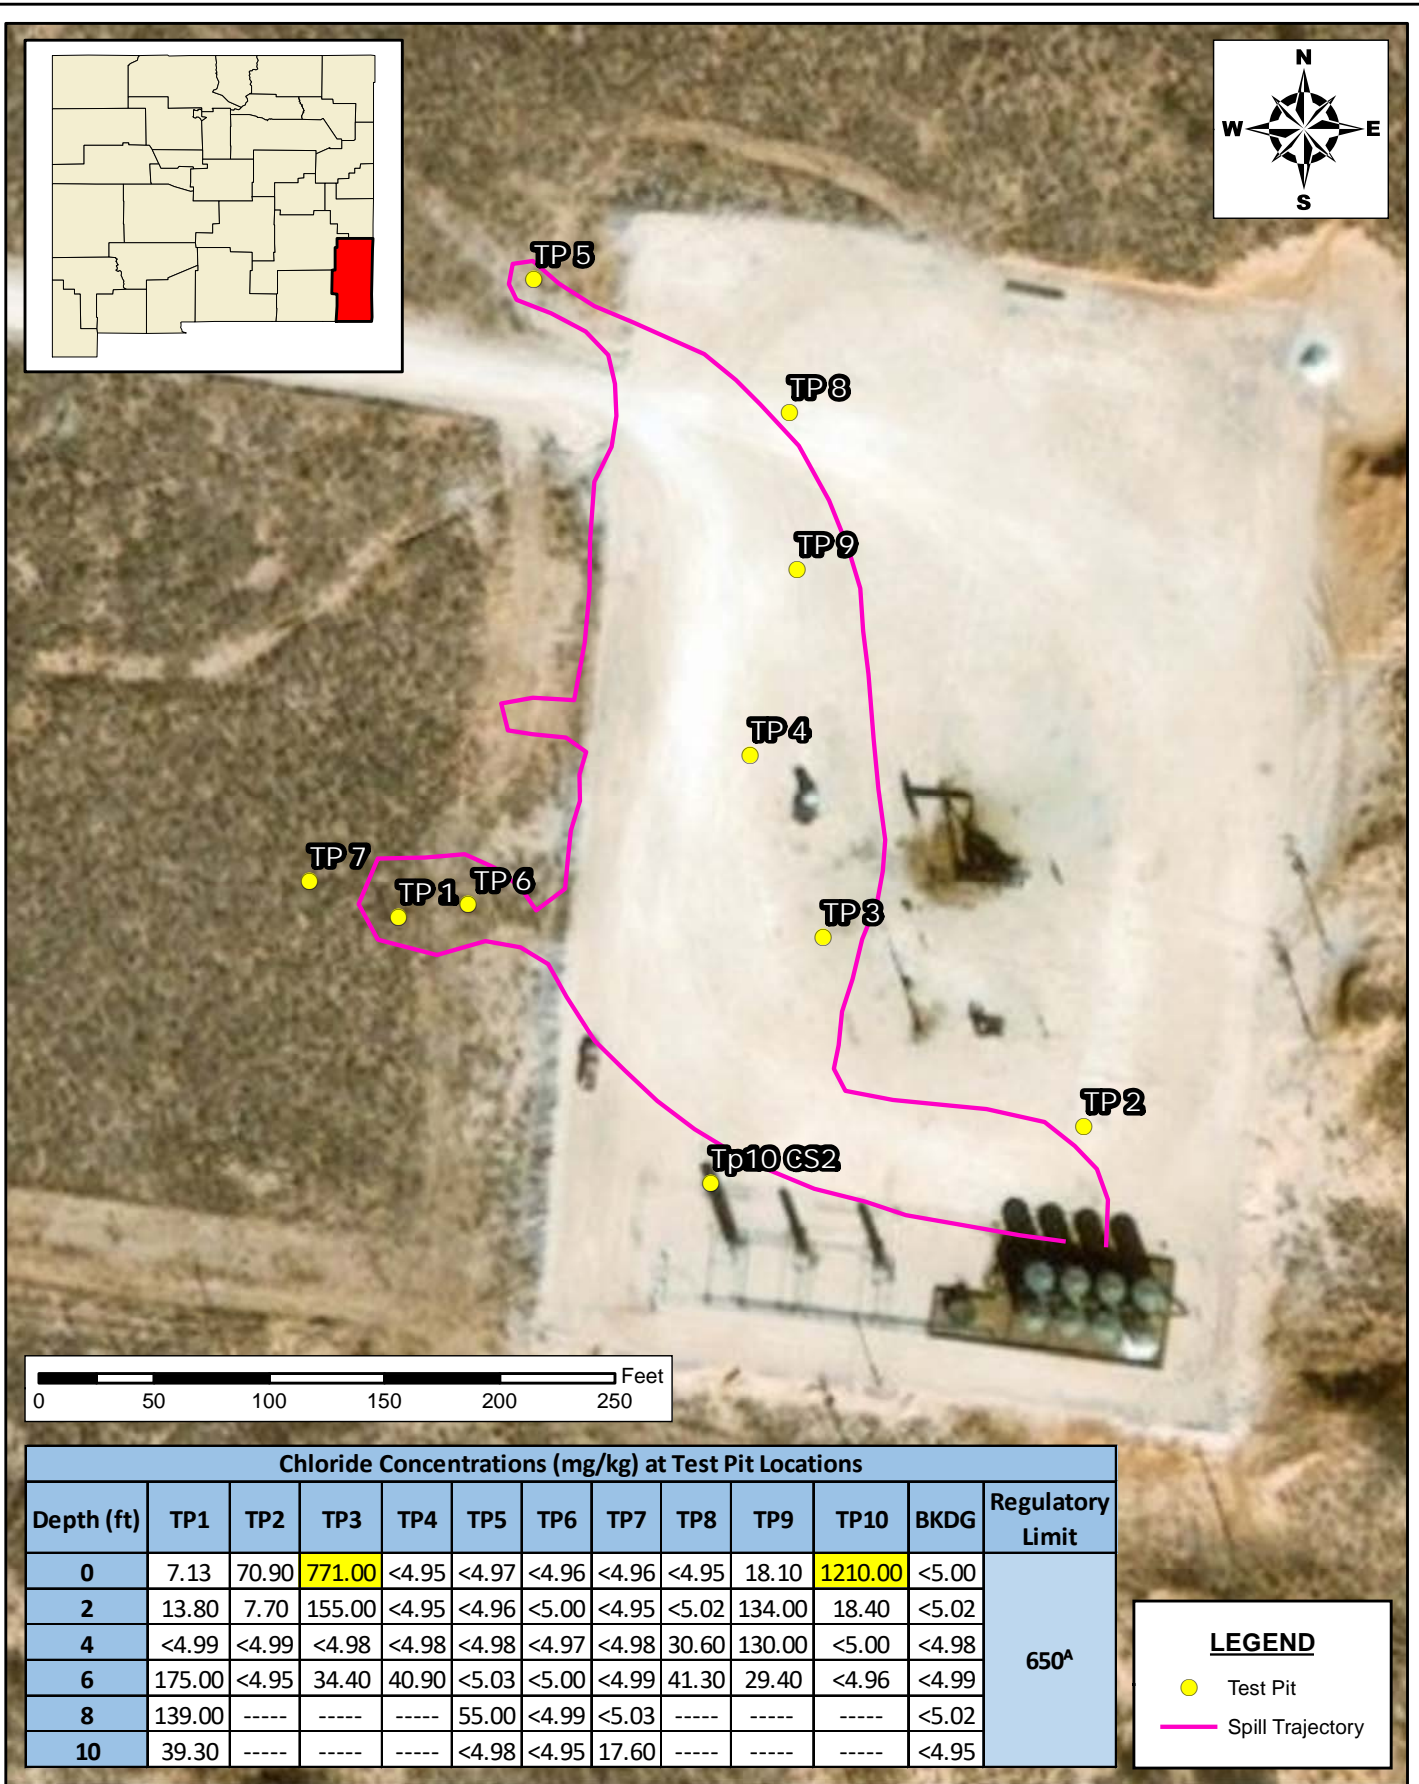 N
W E
S
TP 5
TP 8
TP 9
TP 4
TP 7
TP 1 TP 6
TP 3
TP 2
Tp10 CS2
Feet
0 50 100 150 200 250
Chloride Concentrations (mg/kg) at Test Pit Locations
Depth (ft) TP1 TP2 TP3 TP4 TP5 TP6 TP7 TP8 TP9 TP10 BKDG Regulatory Limit
0 7.13 70.90 771.00 <4.95 <4.97 <4.96 <4.96 <4.95 18.10 1210.00 <5.00 650ᴬ
2 13.80 7.70 155.00 <4.95 <4.96 <5.00 <4.95 <5.02 134.00 18.40 <5.02
4 <4.99 <4.99 <4.98 <4.98 <4.98 <4.97 <4.98 30.60 130.00 <5.00 <4.98
6 175.00 <4.95 34.40 40.90 <5.03 <5.00 <4.99 41.30 29.40 <4.96 <4.99
8 139.00 ----- ----- ----- 55.00 <4.99 <5.03 ----- ----- ----- <5.02
10 39.30 ----- ----- ----- <4.98 <4.95 17.60 ----- ----- ----- <4.95
LEGEND
Test Pit
Spill Trajectory